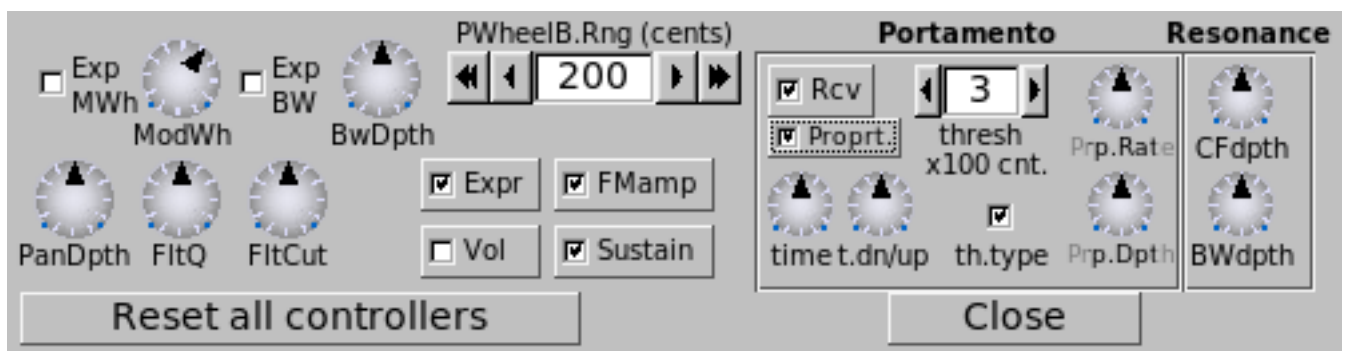 PWheelB.Rng (cents)
Portamento
Resonance
Exp
MWh
ModWh
Exp
BW
BwDpth
200
Rcv
Proprt.
3
thresh
x100 cnt.
Prp.Rate
CFdpth
PanDpth
FltQ
FltCut
Expr
FMamp
Vol
Sustain
time
t.dn/up
th.type
Prp.Dpth
BWdpth
Reset all controllers
Close